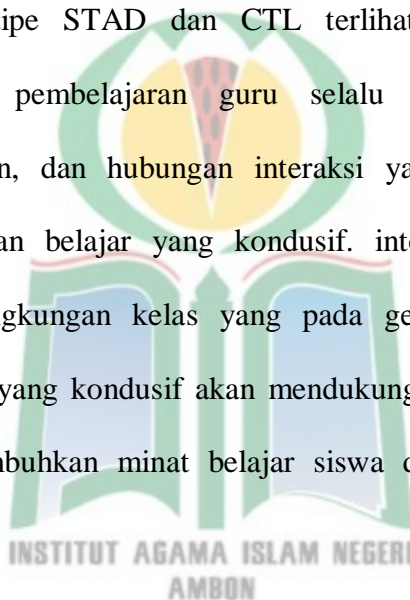 ipe STAD dan CTL terlihat
pembelajaran guru selalu
n, dan hubungan interaksi ya
an belajar yang kondusif. inte
gkungan kelas yang pada ge
yang kondusif akan mendukung
nbuhkan minat belajar siswa d
INSTITUT AGAMA ISLAM NEGERI
AMBON